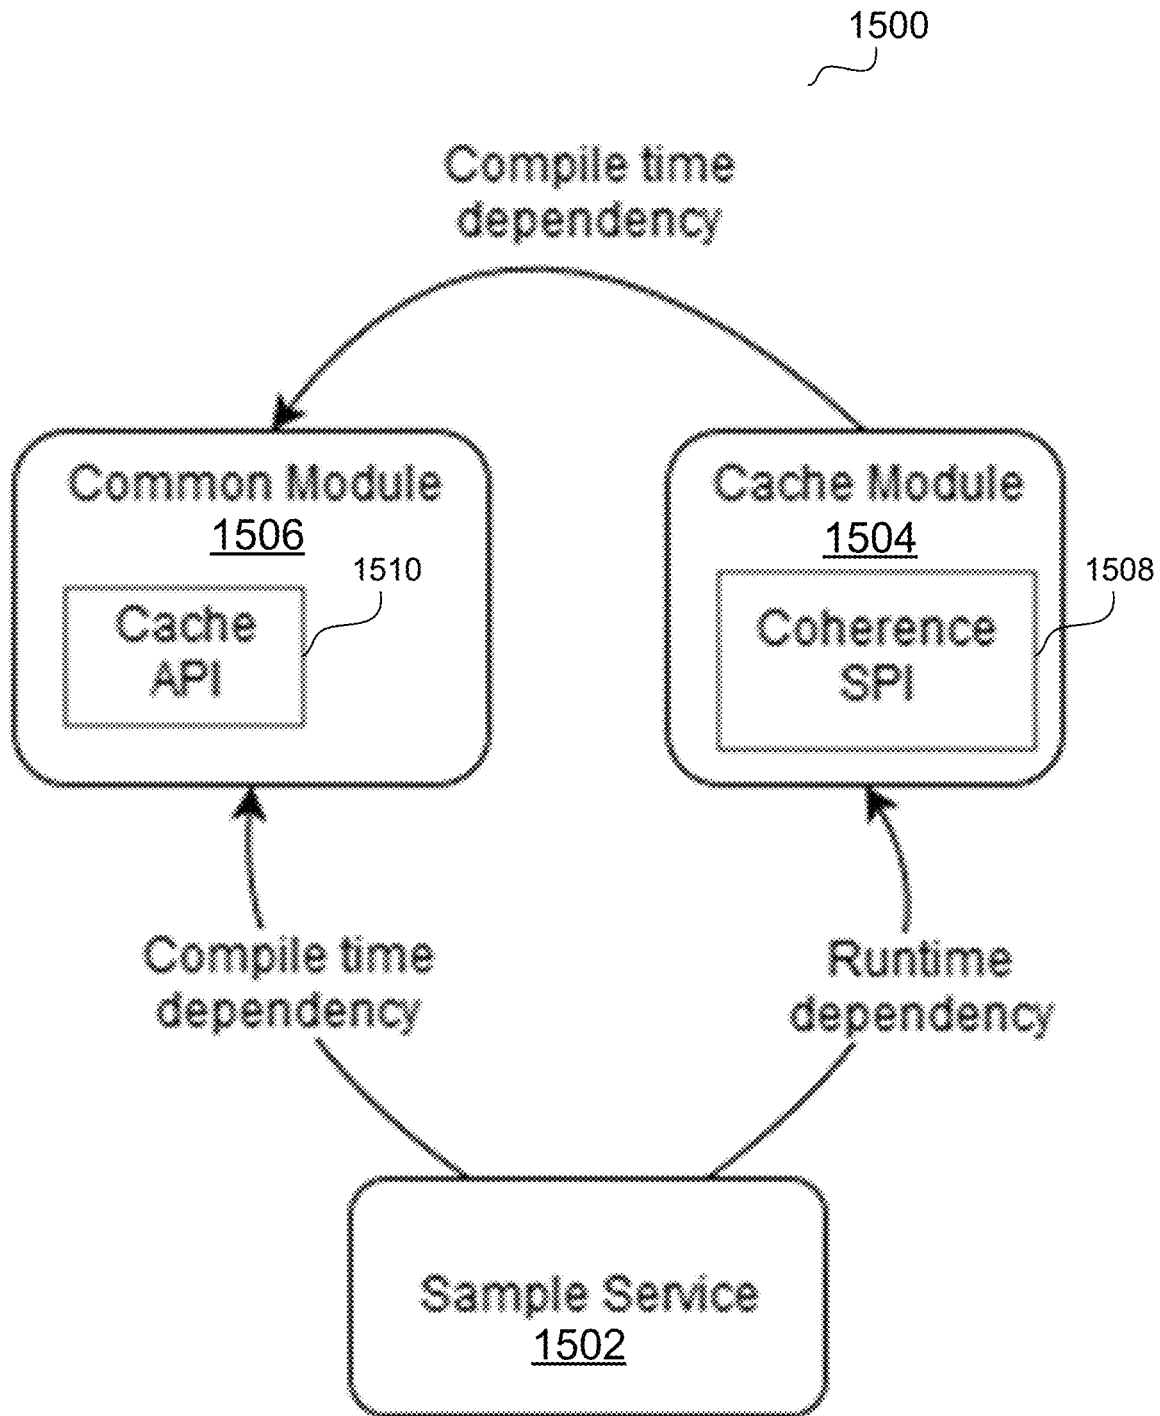 1500
Compile time
dependency
Common Module
1506
1510
Cache
API
Cache Module
1504
1508
Coherence
SPI
Compile time
dependency
Runtime
dependency
Sample Service
1502